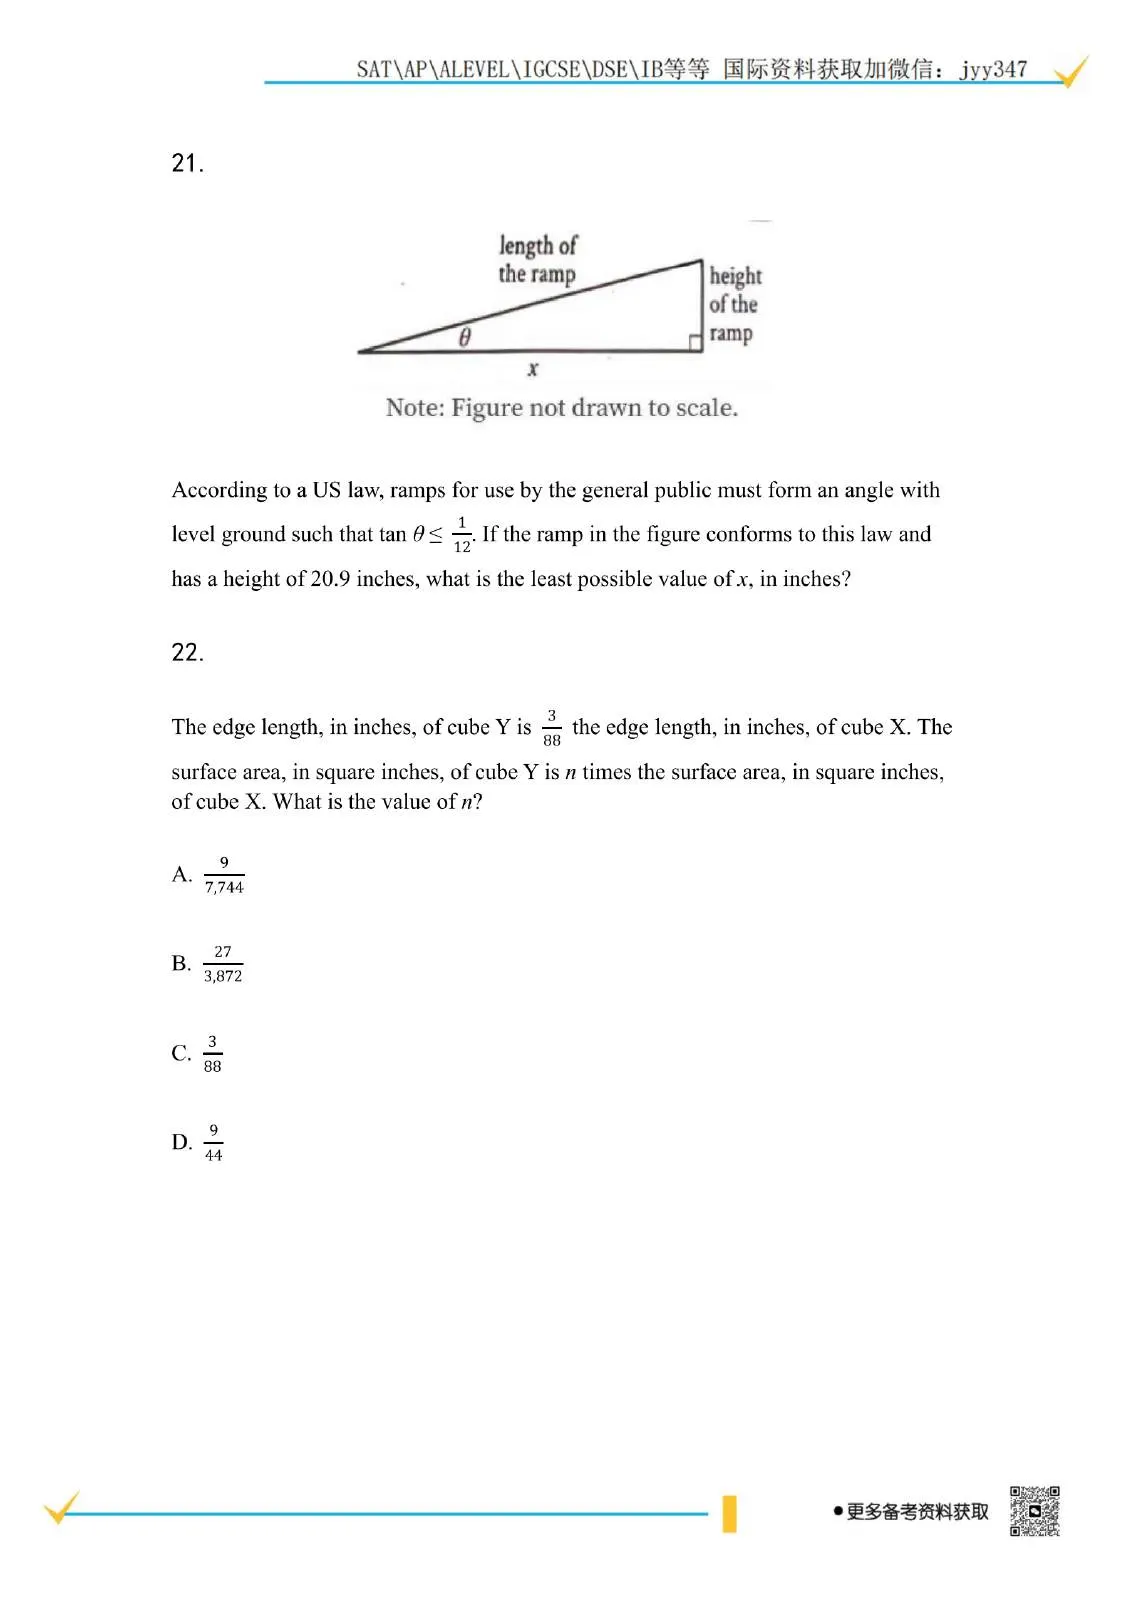 SAT\AP\ALEVEL\IGCSE\DSE\IB等等 国际资料获取加微信: jyy347
21.
length of
the ramp
height
of the
ramp
θ
x
Note: Figure not drawn to scale.
According to a US law, ramps for use by the general public must form an angle with
level ground such that tan θ ≤ 1/12. If the ramp in the figure conforms to this law and
has a height of 20.9 inches, what is the least possible value of x, in inches?
22.
The edge length, in inches, of cube Y is 3/88 the edge length, in inches, of cube X. The
surface area, in square inches, of cube Y is n times the surface area, in square inches,
of cube X. What is the value of n?
A. 9/7,744
B. 27/3,872
C. 3/88
D. 9/44
●更多备考资料获取